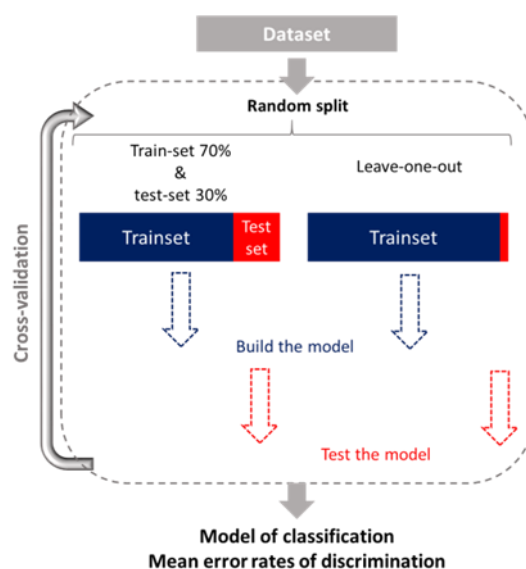 Dataset
Random split
Train-set 70%
&
test-set 30%
Leave-one-out
Trainset
Test
set
Trainset
Cross-validation
Build the model
Test the model
Model of classification
Mean error rates of discrimination